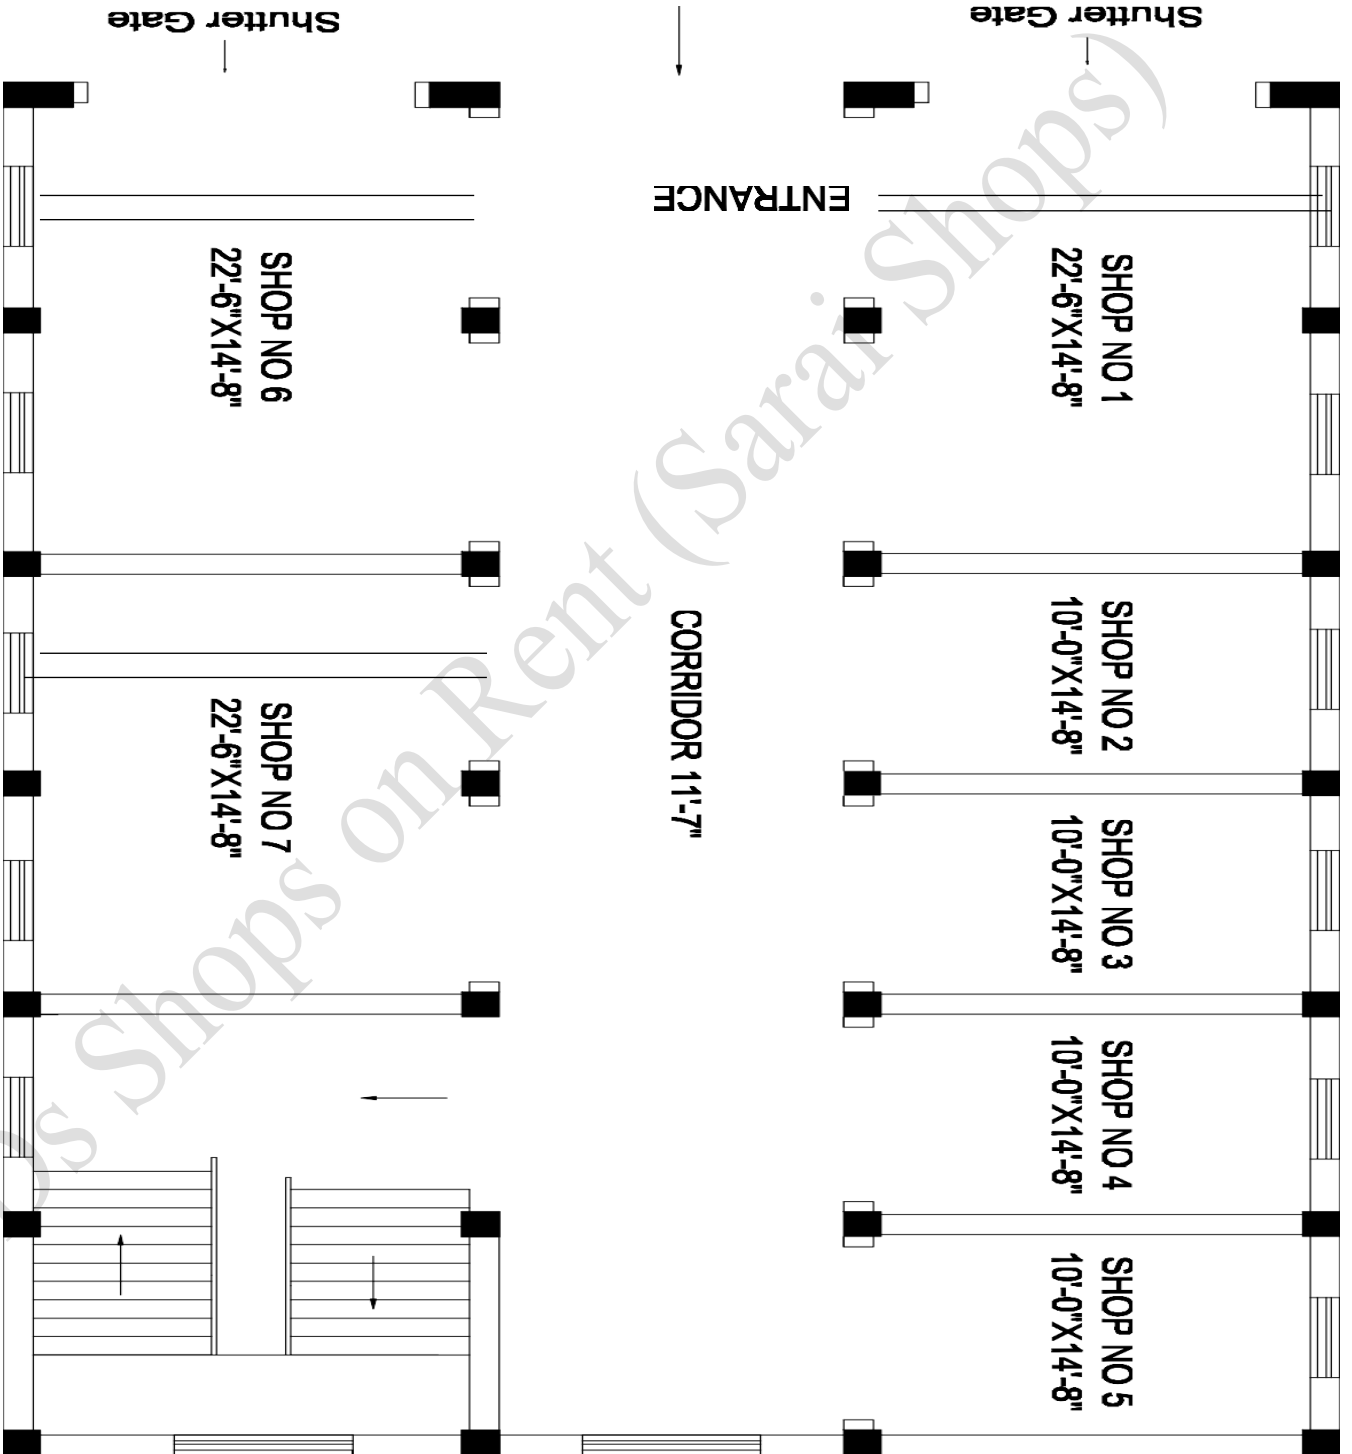 Shutter Gate
Shutter Gate
ENTRANCE
SHOP NO 6
22'-6"X14'-8"
SHOP NO 1
22'-6"X14'-8"
CORRIDOR 11'-7"
SHOP NO 2
10'-0"X14'-8"
SHOP NO 7
22'-6"X14'-8"
SHOP NO 3
10'-0"X14'-8"
SHOP NO 4
10'-0"X14'-8"
SHOP NO 5
10'-0"X14'-8"
Shops on Rent (Sarai Shops)